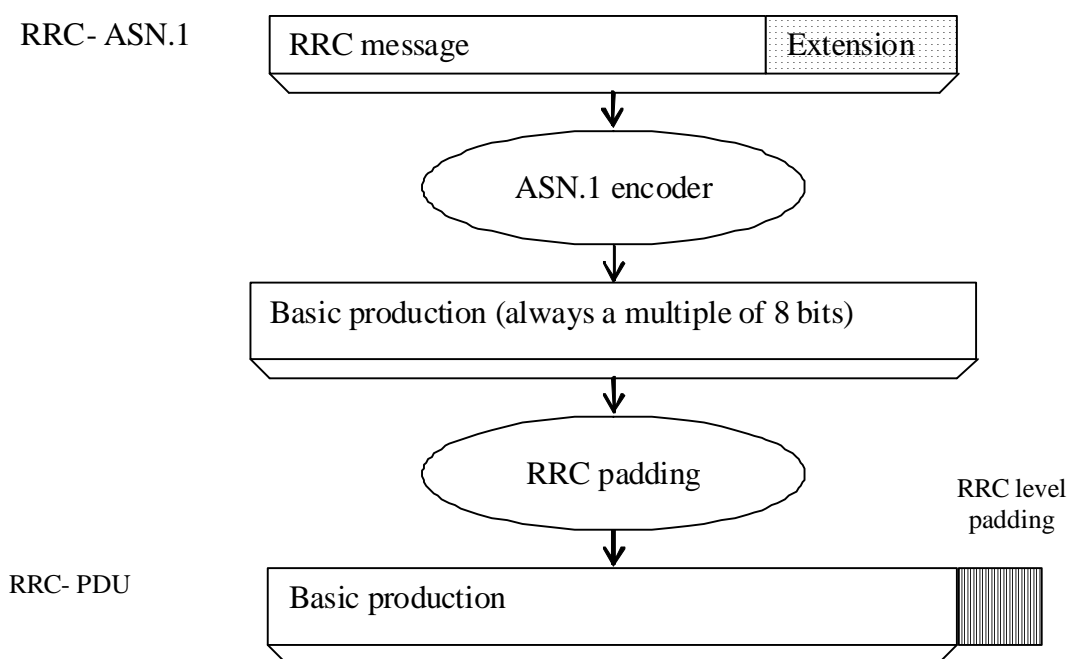 RRC- ASN.1
RRC message
Extension
ASN.1 encoder
Basic production (always a multiple of 8 bits)
RRC padding
RRC level
padding
RRC- PDU
Basic production